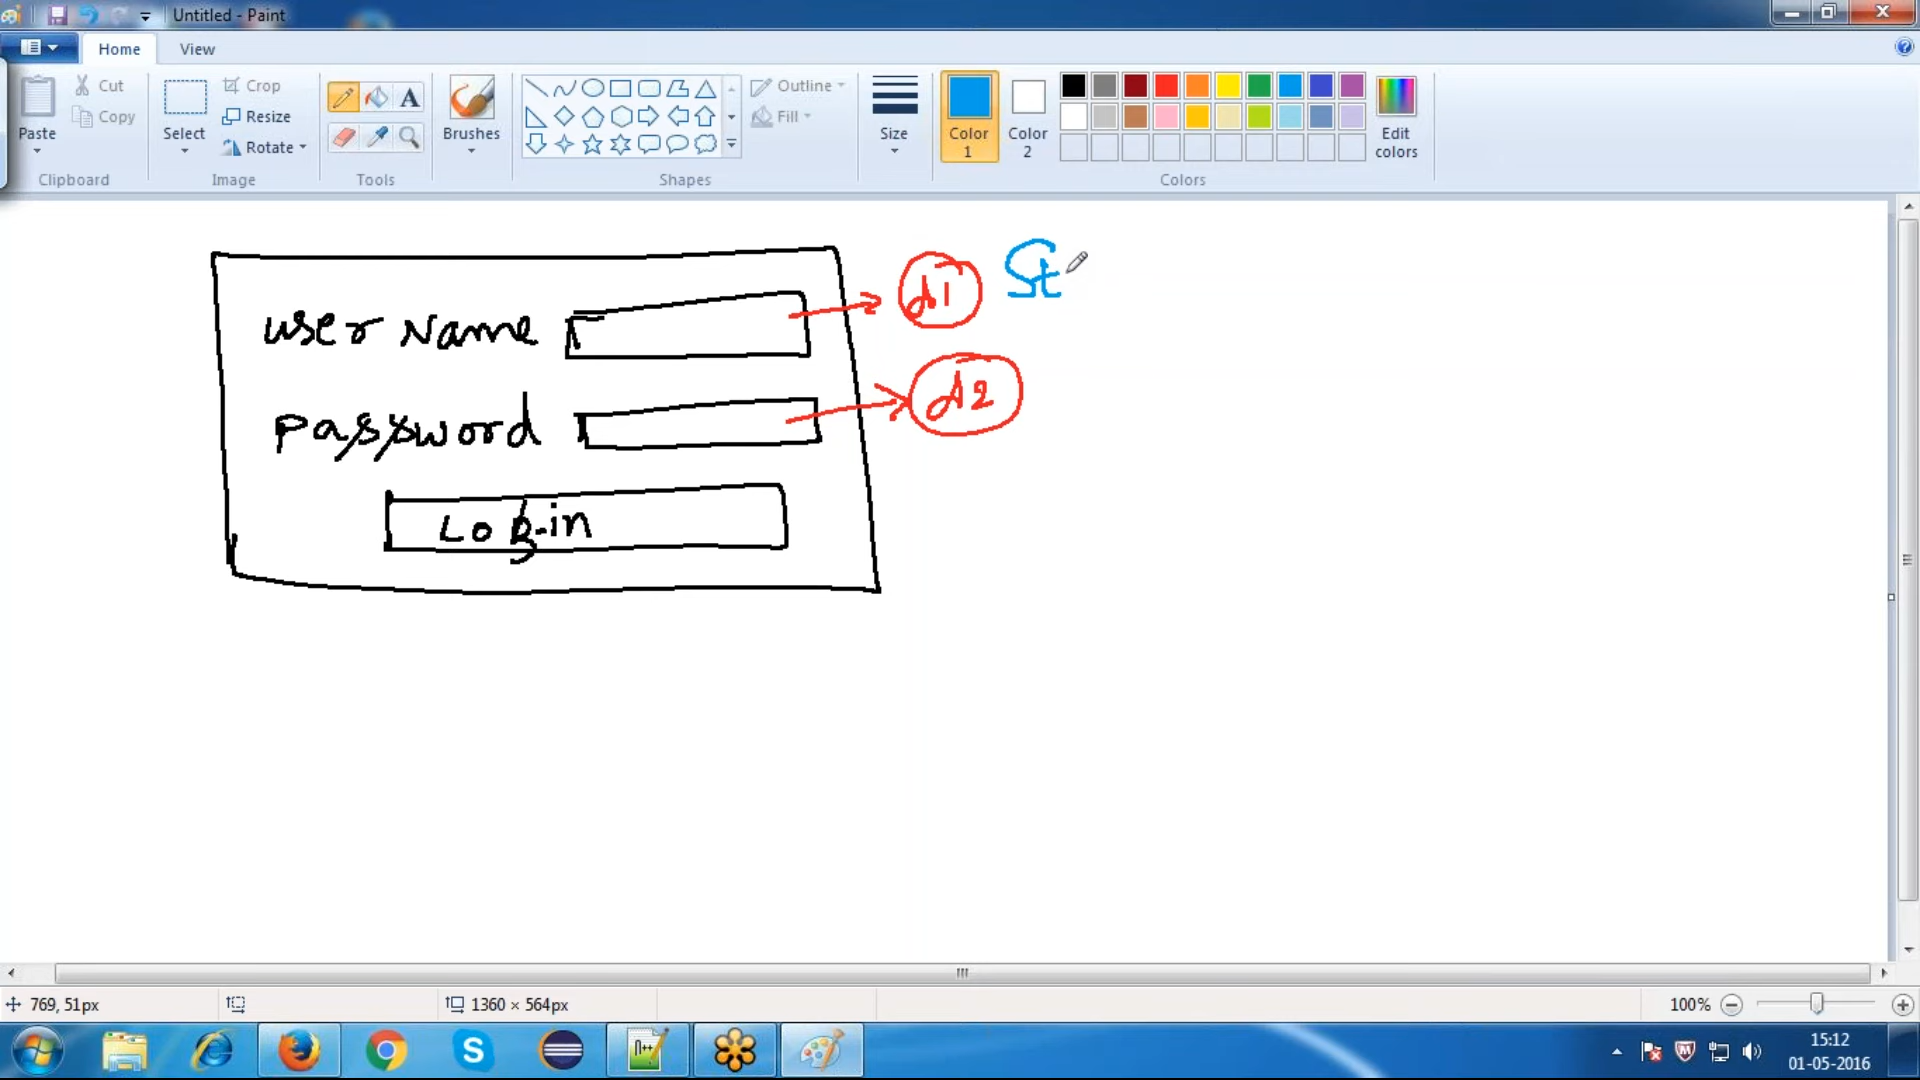 Untitled - Paint
Home View
Paste
Cut
Copy
Clipboard
Select
Crop
Resize
Rotate
Image
A
Tools
Brushes
Shapes
Outline
Fill
Size
Color 1
Color 2
Edit colors
Colors
user Name
password
Login
A1
A2
St
769, 51px
1360 × 564px
100%
15:12
01-05-2016